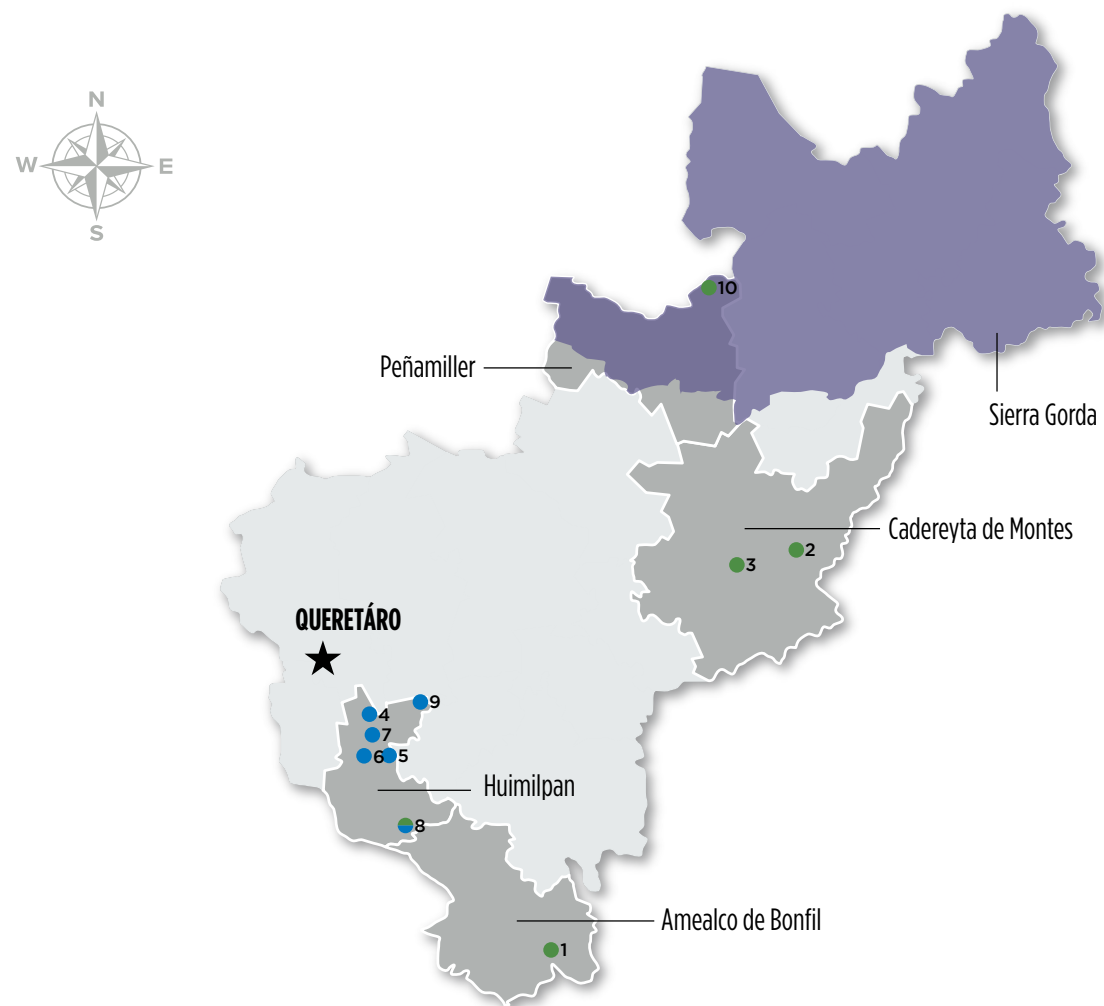 N
W E
S
10
Peñamiller
Sierra Gorda
Cadereyta de Montes
2
3
QUERETÁRO
9
4
7
6 5
Huimilpan
8
Amealco de Bonfil
1